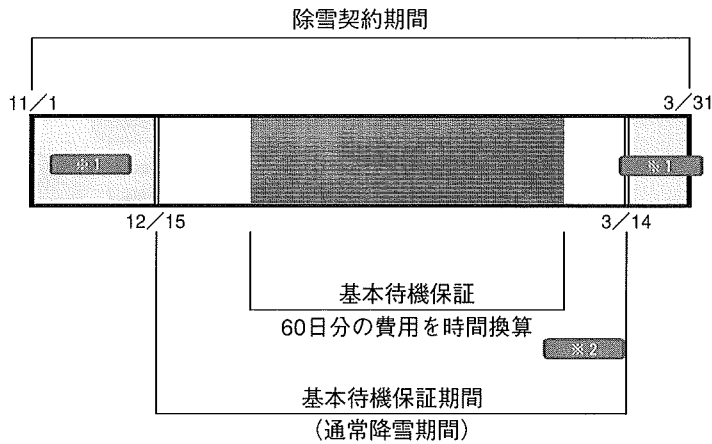 除雪契約期間
11／1
3／31
※1
※1
12／15
3／14
基本待機保証
60日分の費用を時間換算
※2
基本待機保証期間
（通常降雪期間）